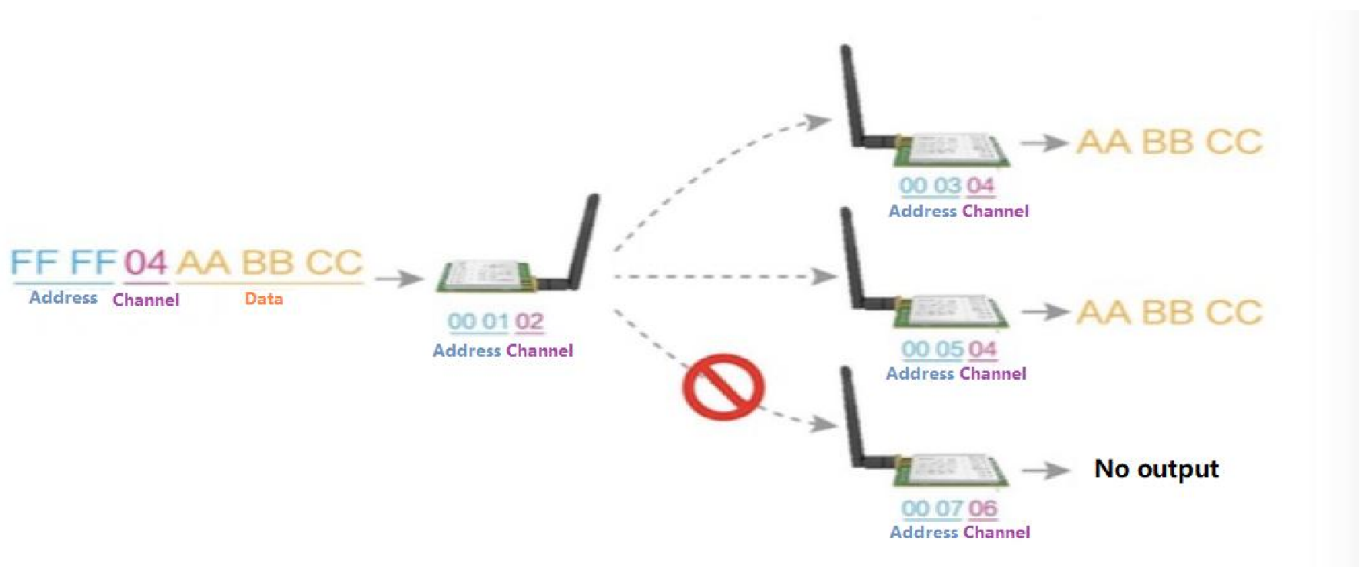 FF FF 04 AA BB CC
Address Channel Data
00 01 02
Address Channel
00 03 04
Address Channel
AA BB CC
00 05 04
Address Channel
AA BB CC
00 07 06
Address Channel
No output